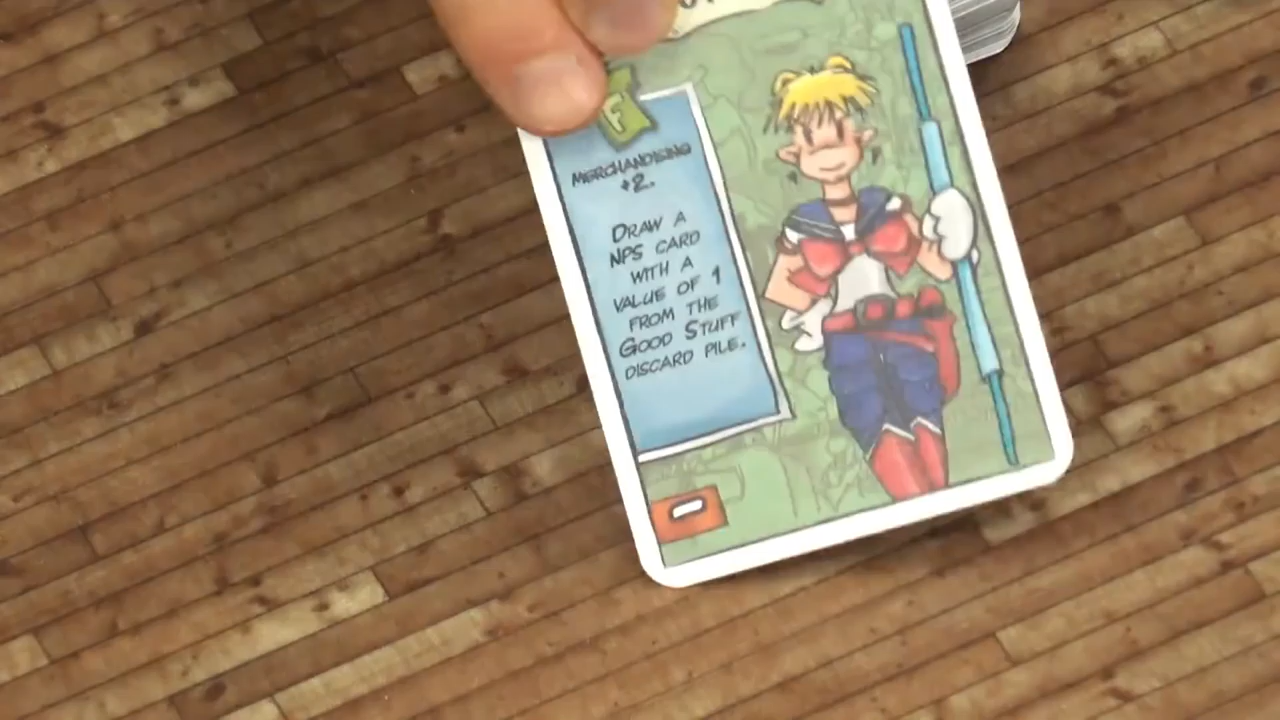 F
MERCHANDISING
+2.
DRAW A
NPS CARD
WITH A
VALUE OF 1
FROM THE
GOOD STUFF
DISCARD PILE.